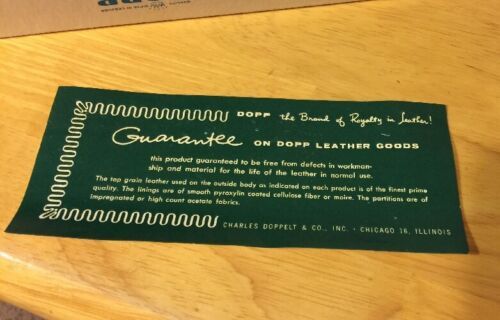 DOPP the Brand of Royalty in Leather!
Guarantee ON DOPP LEATHER GOODS
this product guaranteed to be free from defects in workman-
ship and material for the life of the leather in normal use.
The top grain leather used on the outside body as indicated on each product is of the finest prime
quality. The linings are of smooth pyroxylin coated cellulose fiber or moire. The partitions are of
impregnated or high count acetate fabrics.
CHARLES DOPPELT & CO., INC. • CHICAGO 16, ILLINOIS